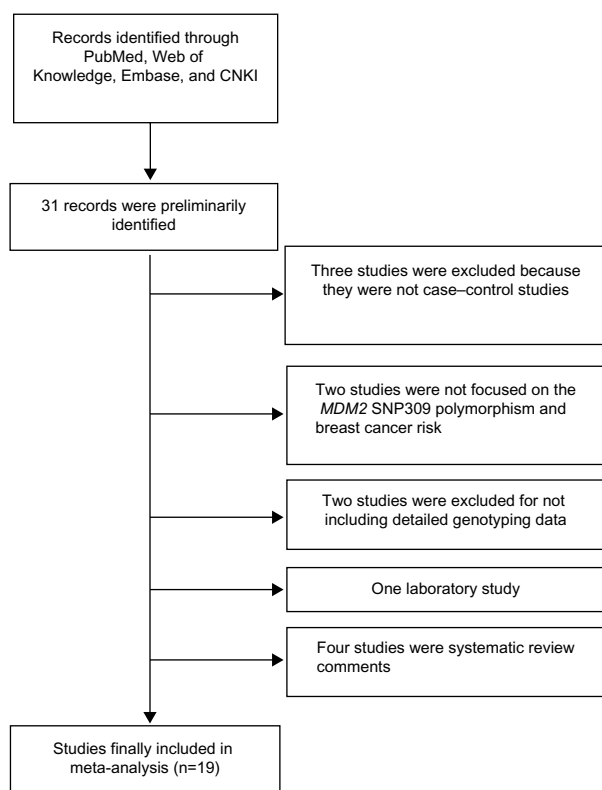 Records identified through
PubMed, Web of
Knowledge, Embase, and CNKI
31 records were preliminarily
identified
Three studies were excluded because
they were not case–control studies
Two studies were not focused on the
MDM2 SNP309 polymorphism and
breast cancer risk
Two studies were excluded for not
including detailed genotyping data
One laboratory study
Four studies were systematic review
comments
Studies finally included in
meta-analysis (n=19)